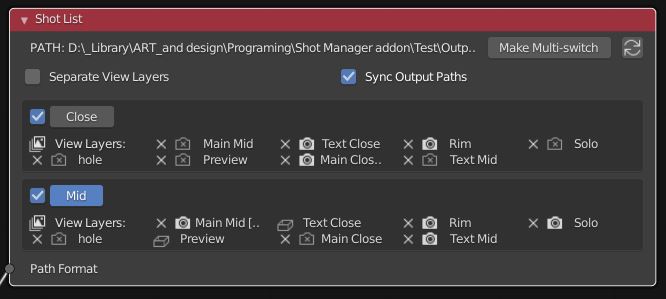 Shot List
PATH: D:\_Library\ART_and design\Programing\Shot Manager addon\Test\Outp.. Make Multi-switch
Separate View Layers Sync Output Paths
Close
View Layers: Main Mid Text Close Rim Solo
hole Preview Main Clos.. Text Mid
Mid
View Layers: Main Mid [.. Text Close Rim Solo
hole Preview Main Close Text Mid
Path Format